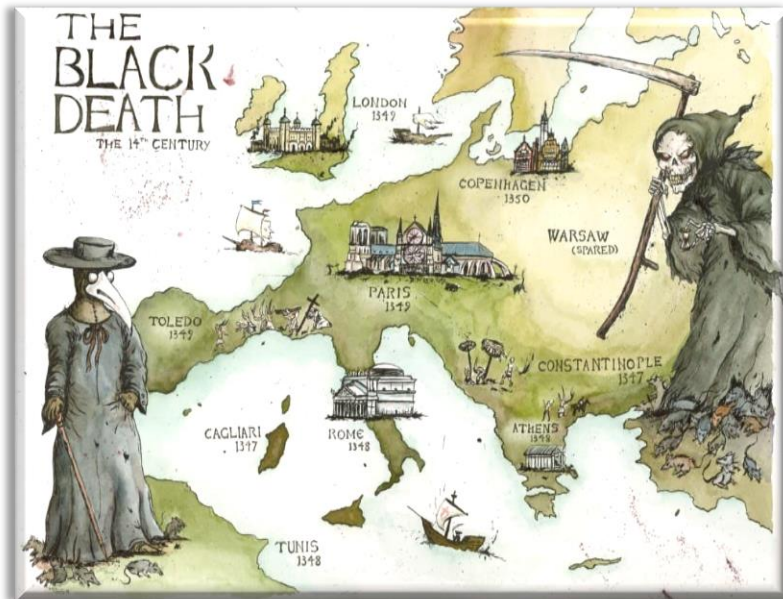 THE
BLACK
DEATH
THE 14TH CENTURY
LONDON
1349
COPENHAGEN
1350
WARSAW
(SPARED)
PARIS
1349
TOLEDO
1349
CONSTANTINOPLE
1347
CAGLIARI
1347
ROME
1348
ATHENS
1348
TUNIS
1348